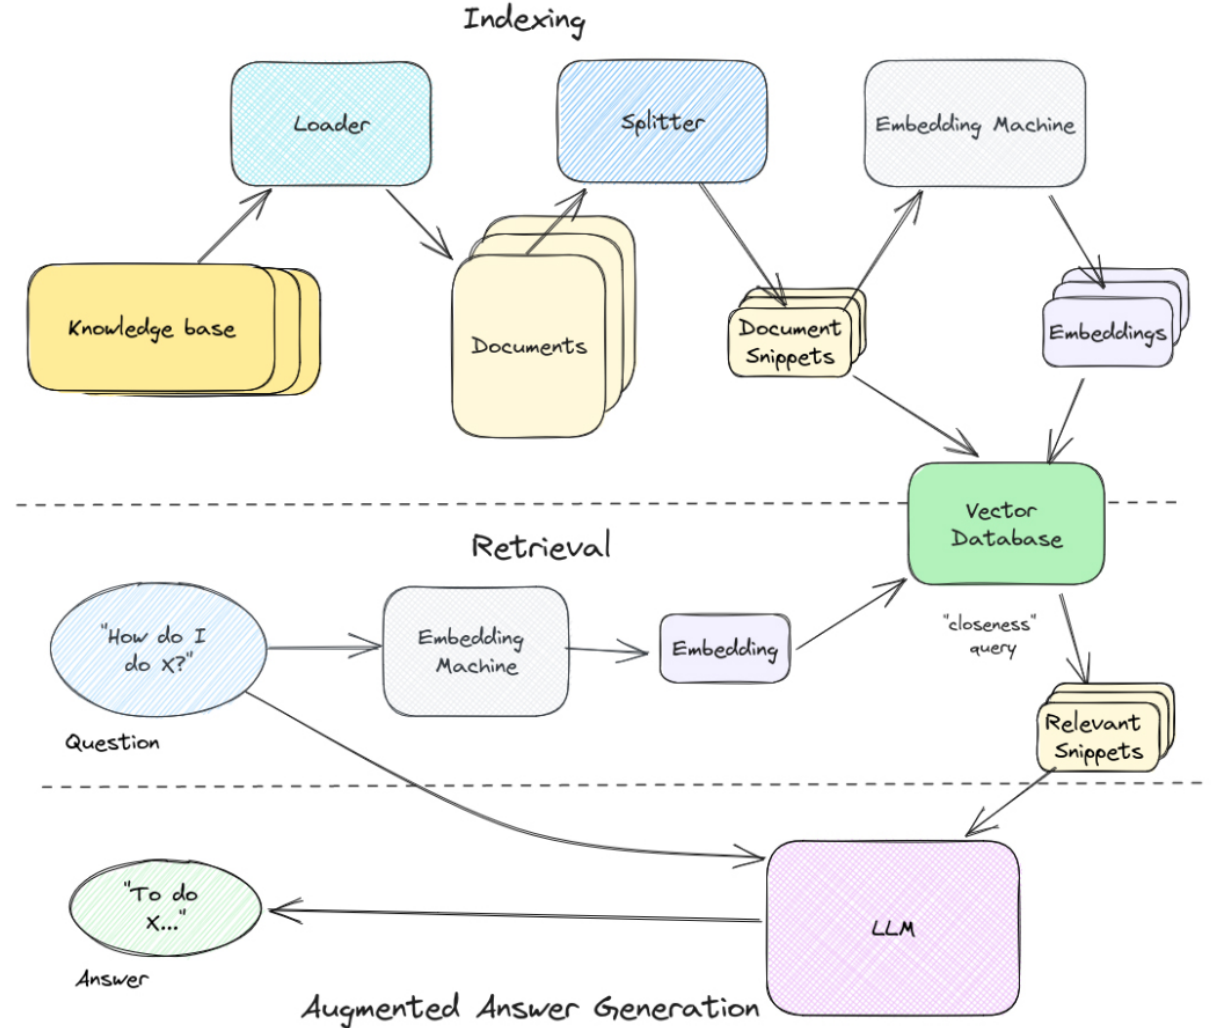 Indexing
Loader
Splitter
Embedding Machine
Knowledge base
Documents
Document
Snippets
Embeddings
Vector
Database
Retrieval
"How do I
do X?"
Question
Embedding
Machine
Embedding
"closeness"
query
Relevant
Snippets
"To do
X..."
Answer
LLM
Augmented Answer Generation